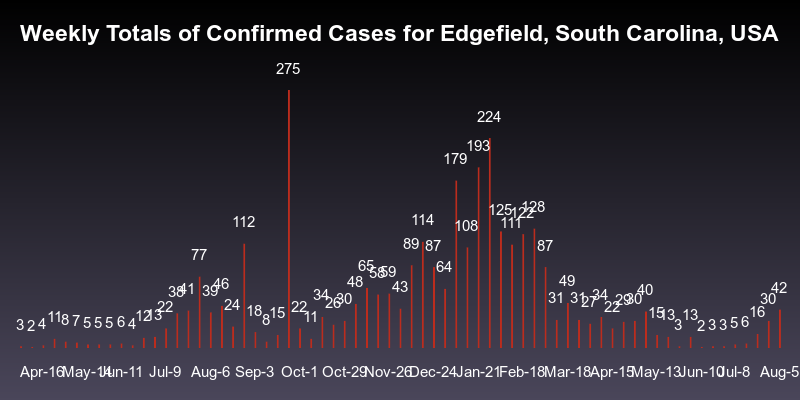 Weekly Totals of Confirmed Cases for Edgefield, South Carolina, USA
3 2 4 11 8 7 5 5 5 6 4 12 13 22 38 41 77 39 46 24 112 18 8 15 275 22 11 34 26 30 48 65 58 59 43 89 114 87 64 179 108 193 224 125 111 122 128 87 31 49 31 27 34 22 29 30 40 15 13 3 13 2 3 3 5 6 16 30 42
Apr-16 May-14 Jun-11 Jul-9 Aug-6 Sep-3 Oct-1 Oct-29 Nov-26 Dec-24 Jan-21 Feb-18 Mar-18 Apr-15 May-13 Jun-10 Jul-8 Aug-5